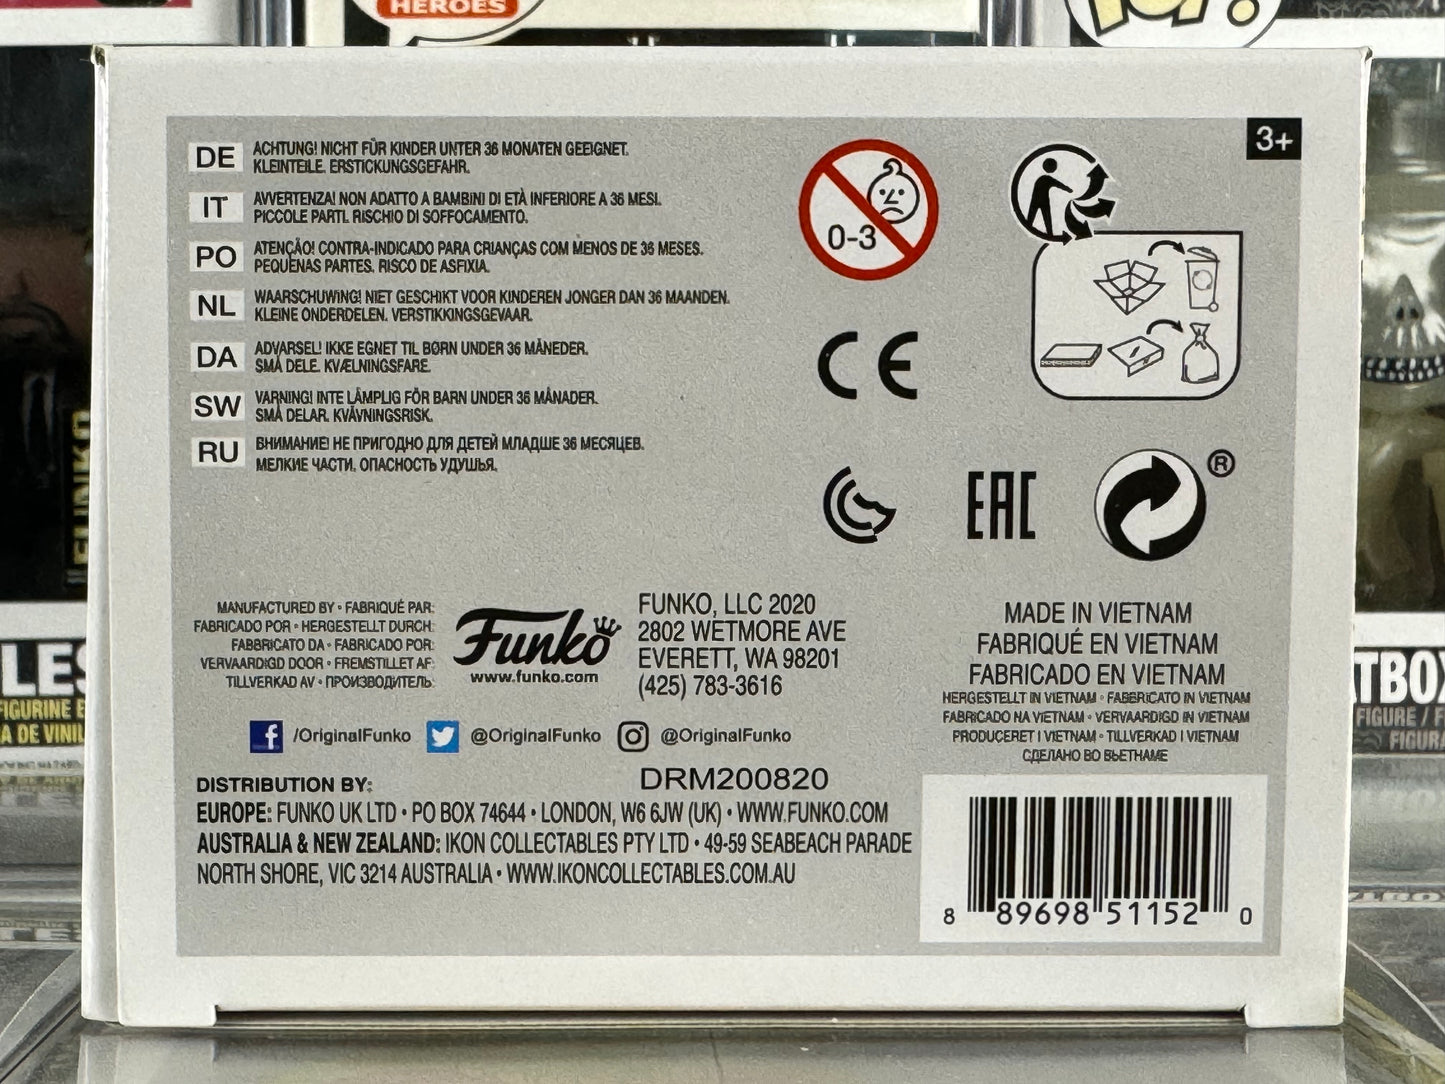 HEROES
3+
DE ACHTUNG! NICHT FÜR KINDER UNTER 36 MONATEN GEEIGNET.
KLEINTEILE. ERSTICKUNGSGEFAHR.
IT AVVERTENZA! NON ADATTO A BAMBINI DI ETÀ INFERIORE A 36 MESI.
PICCOLE PARTI. RISCHIO DI SOFFOCAMENTO.
PO ATENÇÃO! CONTRA-INDICADO PARA CRIANÇAS COM MENOS DE 36 MESES.
PEQUENAS PARTES. RISCO DE ASFIXIA.
NL WAARSCHUWING! NIET GESCHIKT VOOR KINDEREN JONGER DAN 36 MAANDEN.
KLEINE ONDERDELEN. VERSTIKKINGSGEVAAR.
DA ADVARSEL! IKKE EGNET TIL BØRN UNDER 36 MÅNEDER.
SMÅ DELE. KVÆLNINGSFARE.
SW VARNING! INTE LÄMPLIG FÖR BARN UNDER 36 MÅNADER.
SMÅ DELAR. KVÄVNINGSRISK.
RU ВНИМАНИЕ! НЕ ПРИГОДНО ДЛЯ ДЕТЕЙ МЛАДШЕ 36 МЕСЯЦЕВ.
МЕЛКИЕ ЧАСТИ. ОПАСНОСТЬ УДУШЬЯ.
0-3
CE
EAC
®
MANUFACTURED BY • FABRIQUÉ PAR:
FABRICADO POR • HERGESTELLT DURCH:
FABBRICATO DA • FABRICADO POR:
VERVAARDIGD DOOR • FREMSTILLET AF:
TILLVERKAD AV • ПРОИЗВОДИТЕЛЬ:
Funko
www.funko.com
FUNKO, LLC 2020
2802 WETMORE AVE
EVERETT, WA 98201
(425) 783-3616
MADE IN VIETNAM
FABRIQUÉ EN VIETNAM
FABRICADO EN VIETNAM
HERGESTELLT IN VIETNAM • FABBRICATO IN VIETNAM
FABRICADO NA VIETNAM • VERVAARDIGD IN VIETNAM
PRODUCERET I VIETNAM • TILLVERKAD I VIETNAM
СДЕЛАНО ВО ВЬЕТНАМЕ
/OriginalFunko @OriginalFunko @OriginalFunko
DISTRIBUTION BY: DRM200820
EUROPE: FUNKO UK LTD • PO BOX 74644 • LONDON, W6 6JW (UK) • WWW.FUNKO.COM
AUSTRALIA & NEW ZEALAND: IKON COLLECTABLES PTY LTD • 49-59 SEABEACH PARADE
NORTH SHORE, VIC 3214 AUSTRALIA • WWW.IKONCOLLECTABLES.COM.AU
8 89698 51152 0